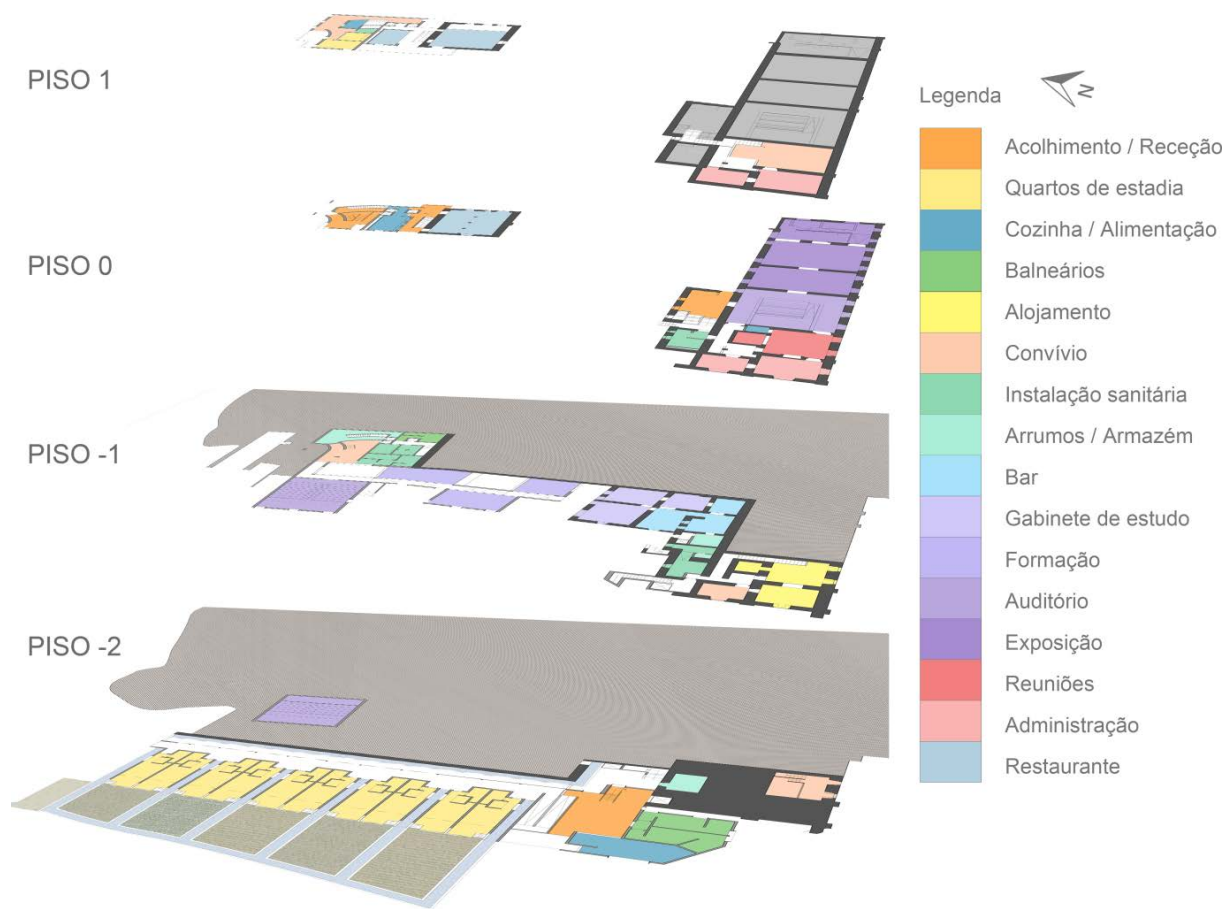 PISO 1
PISO 0
PISO -1
PISO -2
Legenda
N
Acolhimento / Receção
Quartos de estadia
Cozinha / Alimentação
Balneários
Alojamento
Convívio
Instalação sanitária
Arrumos / Armazém
Bar
Gabinete de estudo
Formação
Auditório
Exposição
Reuniões
Administração
Restaurante